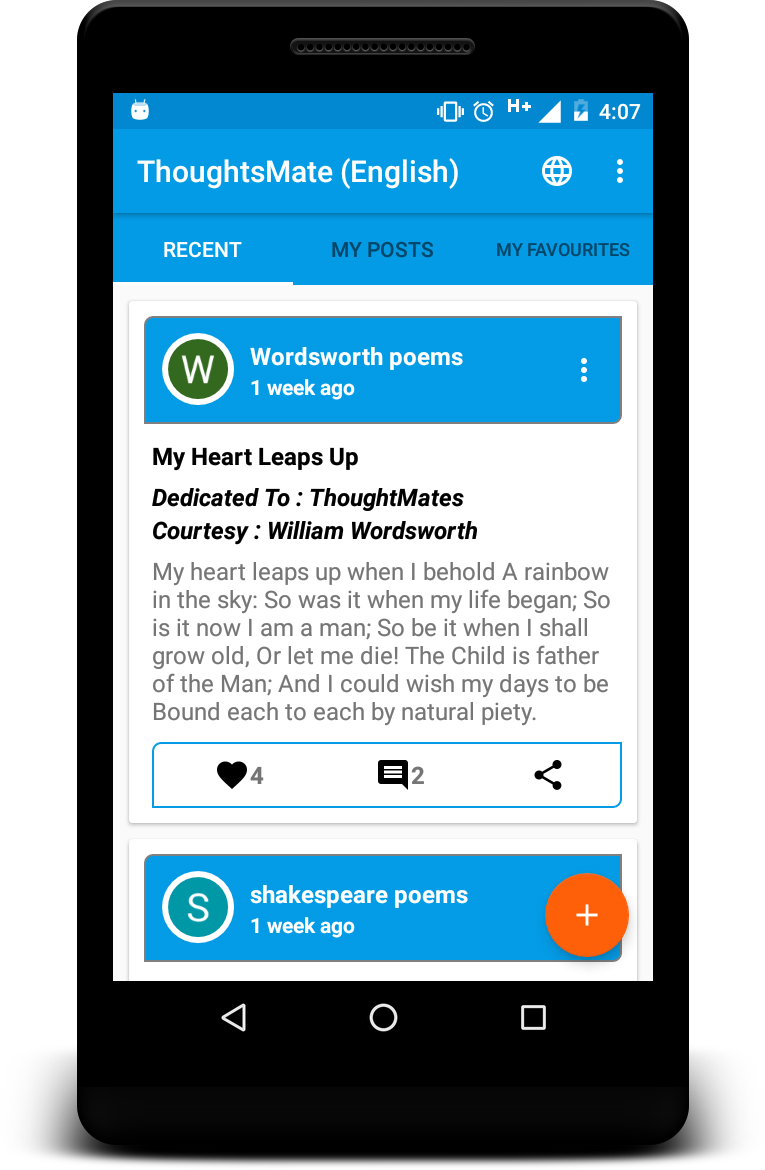 H+ 4:07
ThoughtsMate (English)
RECENT MY POSTS MY FAVOURITES
W
Wordsworth poems
1 week ago
My Heart Leaps Up
Dedicated To : ThoughtMates
Courtesy : William Wordsworth
My heart leaps up when I behold A rainbow
in the sky: So was it when my life began; So
is it now I am a man; So be it when I shall
grow old, Or let me die! The Child is father
of the Man; And I could wish my days to be
Bound each to each by natural piety.
4 2
S
shakespeare poems
1 week ago
+